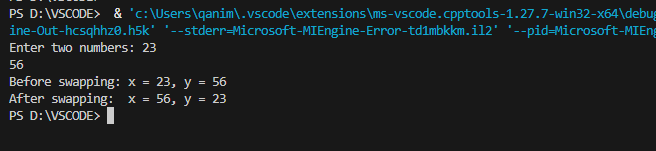 PS D:\VSCODE>  & 'c:\Users\qanim\.vscode\extensions\ms-vscode.cpptools-1.27.7-win32-x64\debug
ine-Out-hcsqhhz0.h5k' '--stderr=Microsoft-MIEngine-Error-td1mbkkm.il2' '--pid=Microsoft-MIEng
Enter two numbers: 23
56
Before swapping: x = 23, y = 56
After swapping:  x = 56, y = 23
PS D:\VSCODE>